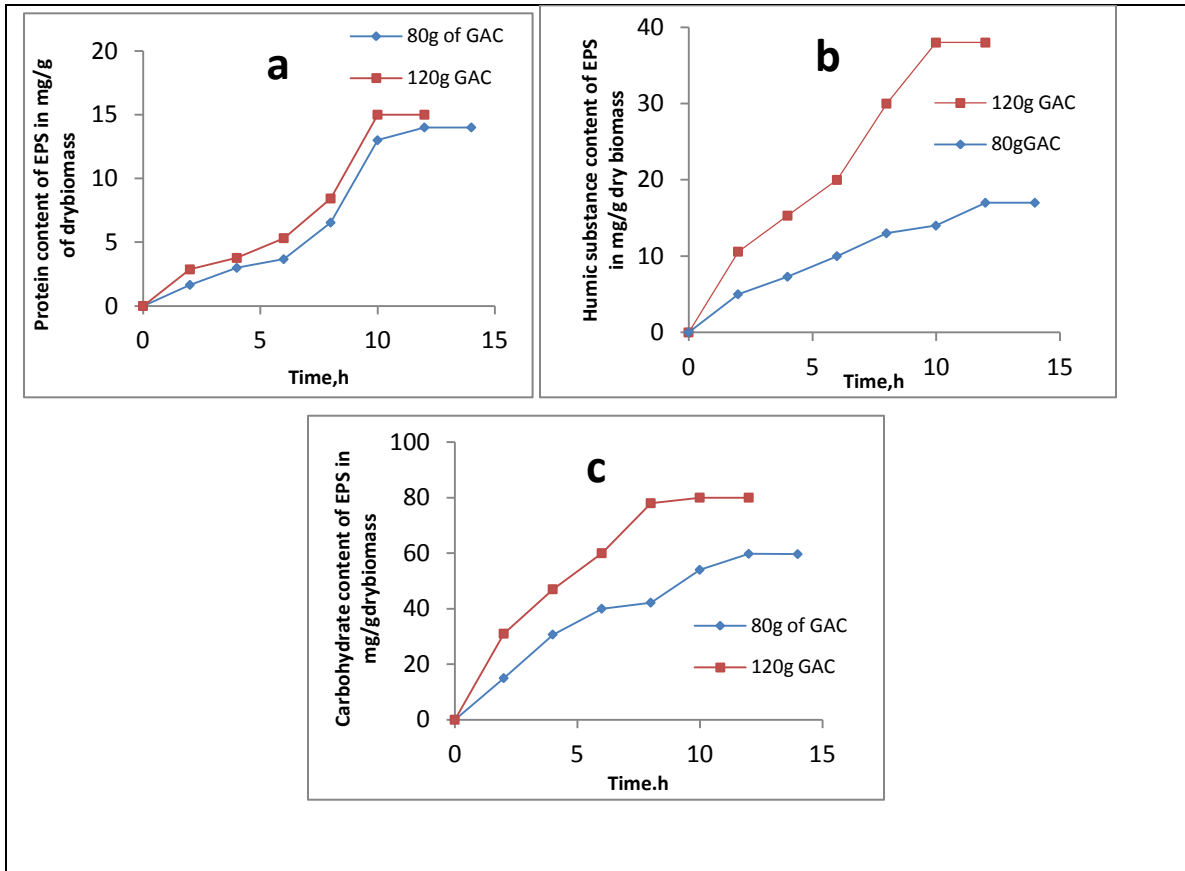 80g of GAC
120g GAC
a
20
15
10
5
0
0
5
10
15
Protein content of EPS in mg/g
of drybiomass
Time,h
b
40
30
20
10
0
0
5
10
15
Humic substance content of EPS
in mg/g dry biomass
120g GAC
80gGAC
Time,h
c
100
80
60
40
20
0
0
5
10
15
Carbohydrate content of EPS in
mg/gdrybiomass
80g of GAC
120g GAC
Time.h